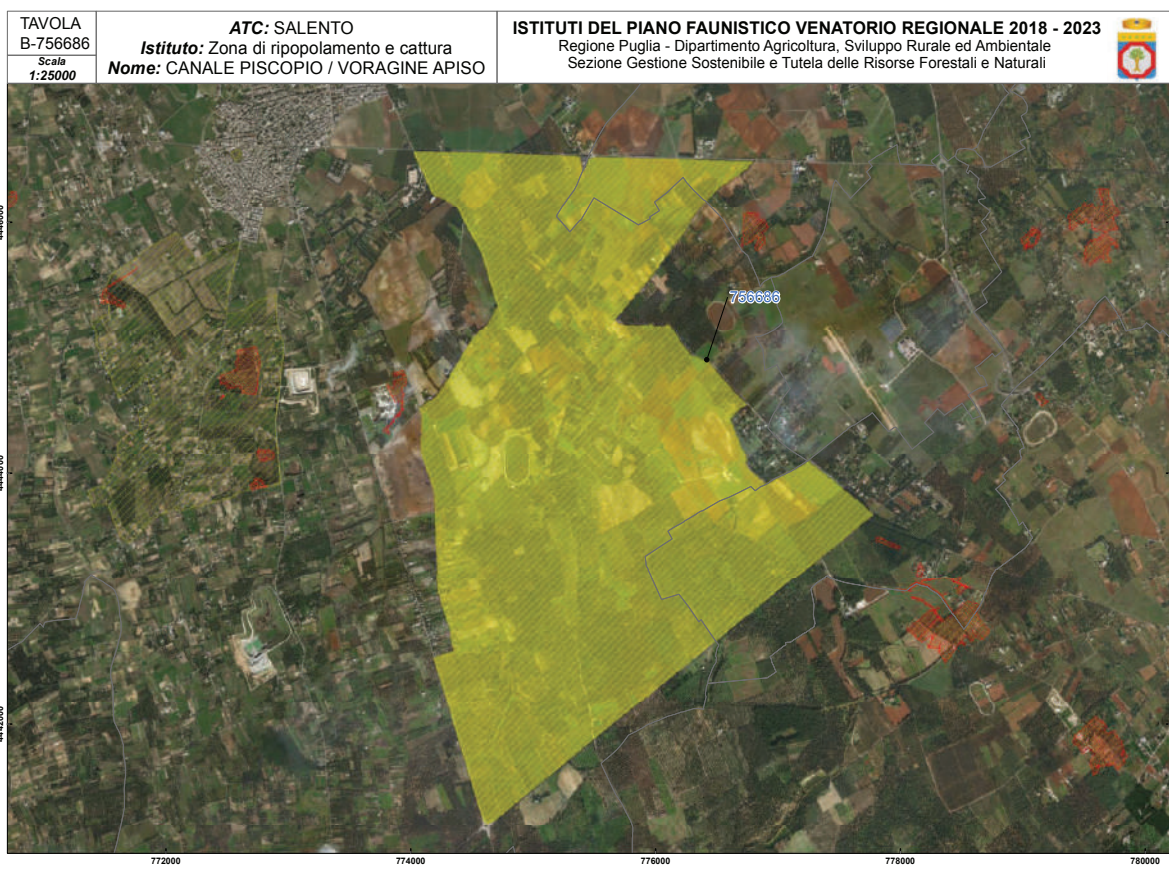 TAVOLA
B-756686
Scala
1:25000
ATC: SALENTO
Istituto: Zona di ripopolamento e cattura
Nome: CANALE PISCOPIO / VORAGINE APISO
ISTITUTI DEL PIANO FAUNISTICO VENATORIO REGIONALE 2018 - 2023
Regione Puglia - Dipartimento Agricoltura, Sviluppo Rurale ed Ambientale
Sezione Gestione Sostenibile e Tutela delle Risorse Forestali e Naturali
756686
772000
774000
776000
778000
780000